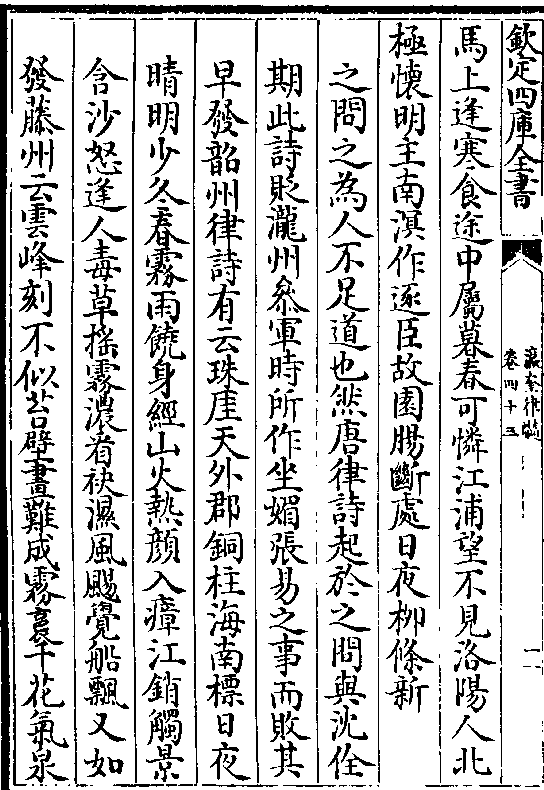 欽定四庫全書
瀛奎律髓
卷四十三
一
馬上逢寒食途中屬暮春可憐江浦望不見洛陽人北
極懷明主南溟作逐臣故園腸斷處日夜柳條新
之問之為人不足道也然唐律詩起於之問與沈佺
期此詩貶瀧州叅軍時所作坐媚張易之事而敗其
早發韶州律詩有云珠厓天外郡銅柱海南標日夜
晴明少冬春霧雨饒身經山火熱顔入瘴江銷觸景
含沙怒逢人毒草揺霧濃看袂濕風颺覺船飄又如
發藤州云雲峰刻不似苔壁畫難成霧裛千花氣泉